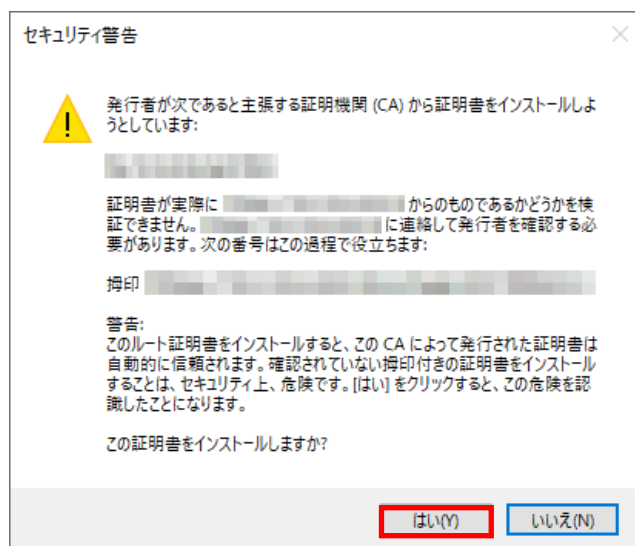 セキュリティ警告
発行者が次であると主張する証明機関 (CA) から証明書をインストールしよ
うとしています:
証明書が実際に からのものであるかどうかを検
証できません。 に連絡して発行者を確認する必
要があります。次の番号はこの過程で役立ちます:
拇印
警告:
このルート証明書をインストールすると、この CA によって発行された証明書は
自動的に信頼されます。確認されていない拇印付きの証明書をインストール
することは、セキュリティ上、危険です。[はい] をクリックすると、この危険を認
識したことになります。
この証明書をインストールしますか?
はい(Y) いいえ(N)